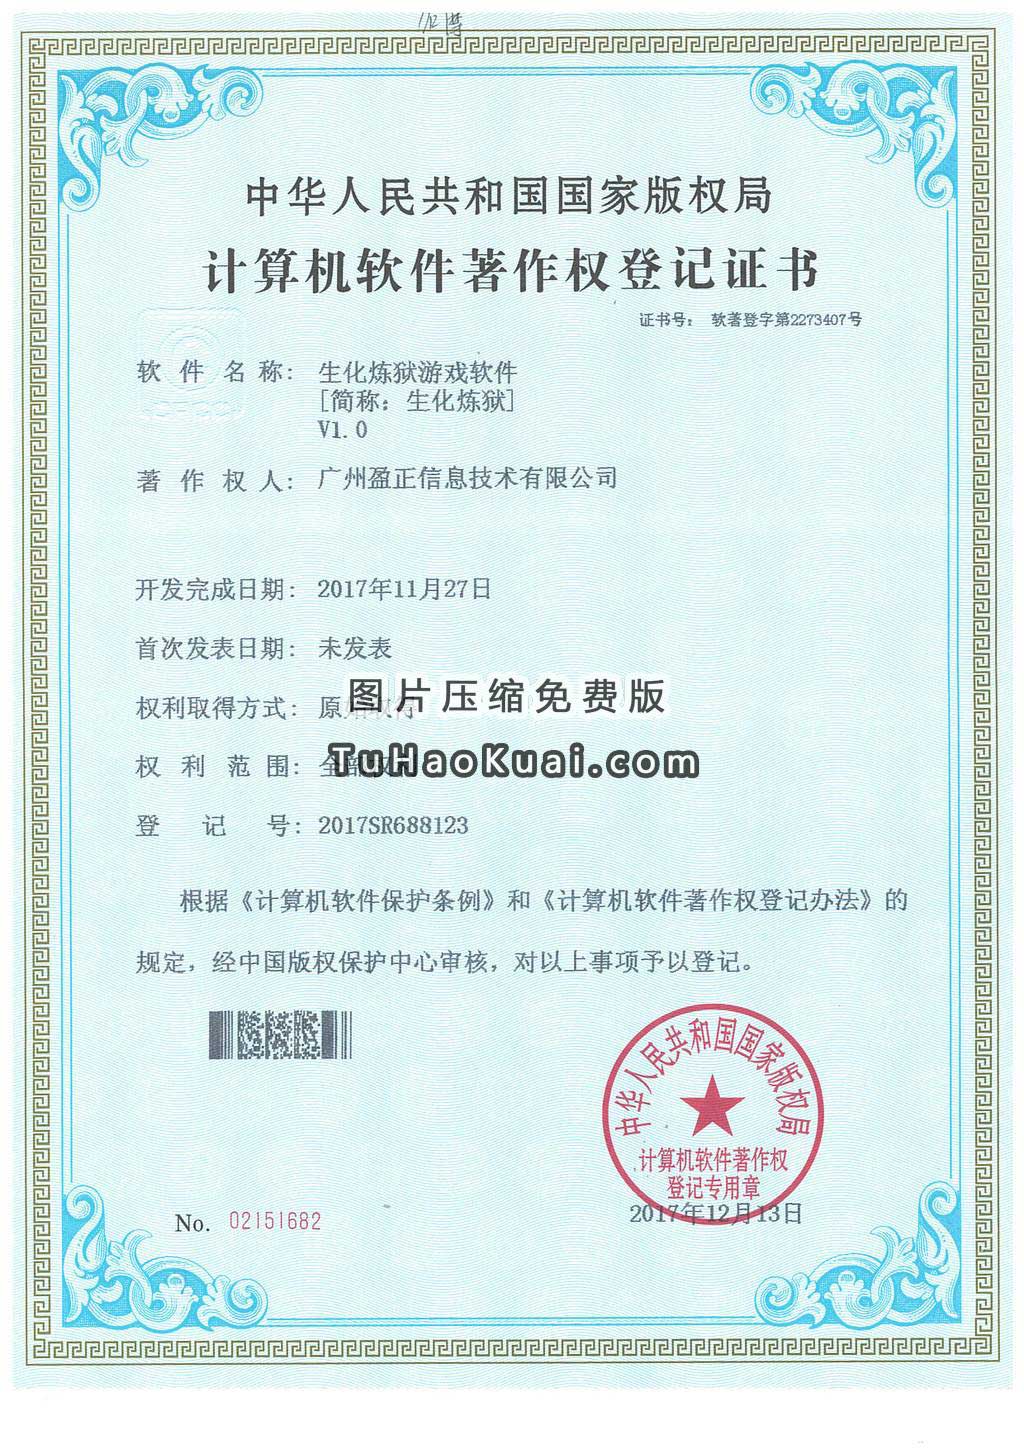 中华人民共和国国家版权局
计算机软件著作权登记证书
证书号： 软著登字第2273407号
软件名称： 生化炼狱游戏软件
[简称：生化炼狱]
V1.0
著作权人： 广州盈正信息技术有限公司
开发完成日期： 2017年11月27日
首次发表日期： 未发表
图片压缩免费版
权利取得方式： 原始取得
TuHaoKuai.com
权利范围： 全部权利
登记号： 2017SR688123
根据《计算机软件保护条例》和《计算机软件著作权登记办法》的
规定，经中国版权保护中心审核，对以上事项予以登记。
中华人民共和国国家版权局
计算机软件著作权
登记专用章
2017年12月13日
No. 02151682